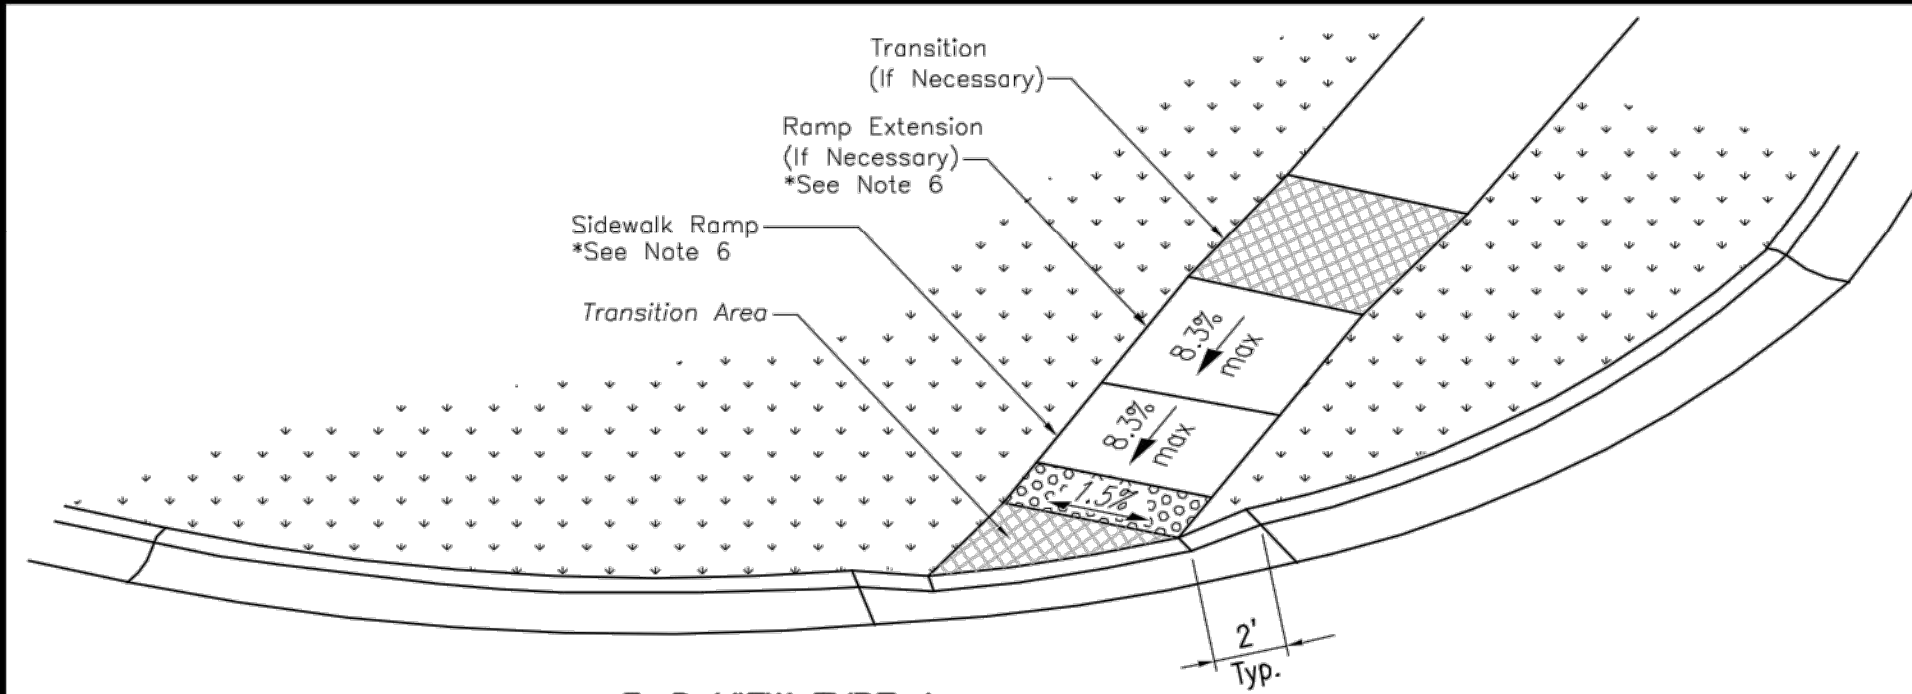 Transition
(If Necessary)
Ramp Extension
(If Necessary)
*See Note 6
Sidewalk Ramp
*See Note 6
Transition Area
8.3%
max
8.3%
max
1.5%
2'
Typ.